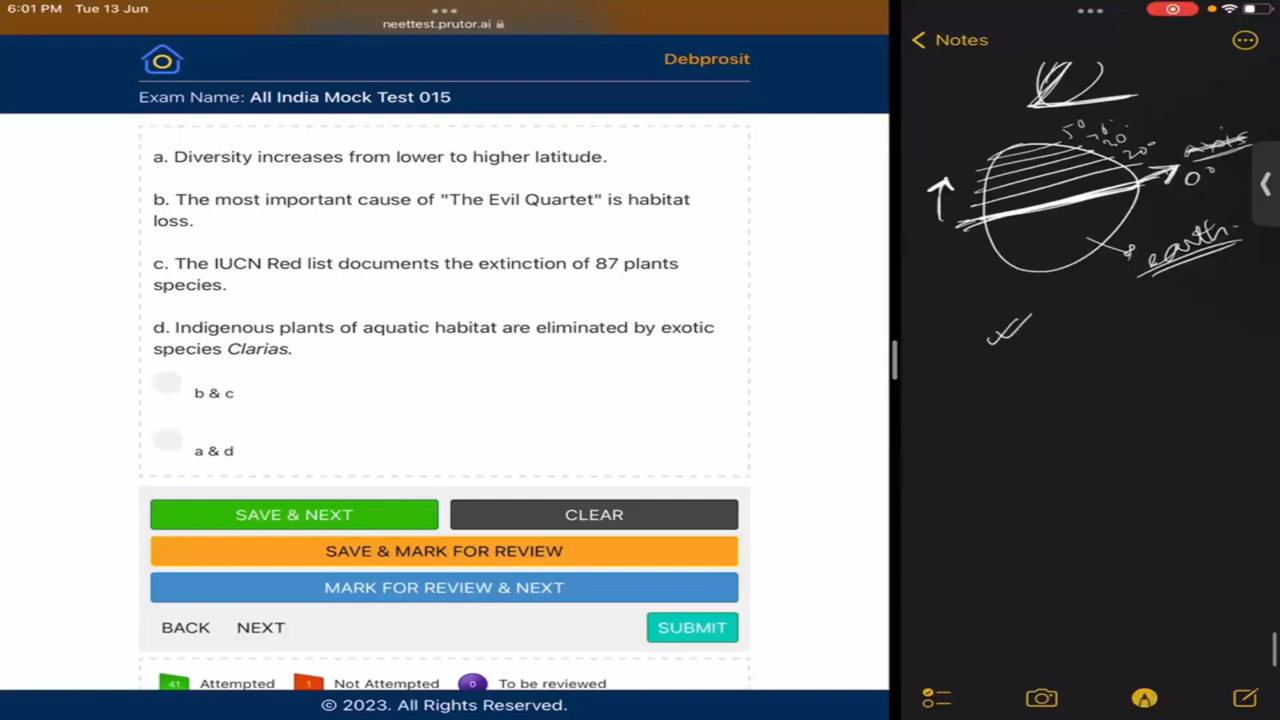 6:01 PM Tue 13 Jun
neettest.prutor.ai
Debprosit
Exam Name: All India Mock Test 015
a. Diversity increases from lower to higher latitude.
b. The most important cause of "The Evil Quartet" is habitat
loss.
c. The IUCN Red list documents the extinction of 87 plants
species.
d. Indigenous plants of aquatic habitat are eliminated by exotic
species Clarias.
b & c
a & d
SAVE & NEXT
CLEAR
SAVE & MARK FOR REVIEW
MARK FOR REVIEW & NEXT
BACK
NEXT
SUBMIT
41 Attempted
1 Not Attempted
0 To be reviewed
© 2023. All Rights Reserved.
Notes
5°
20°
20°
0°
earth